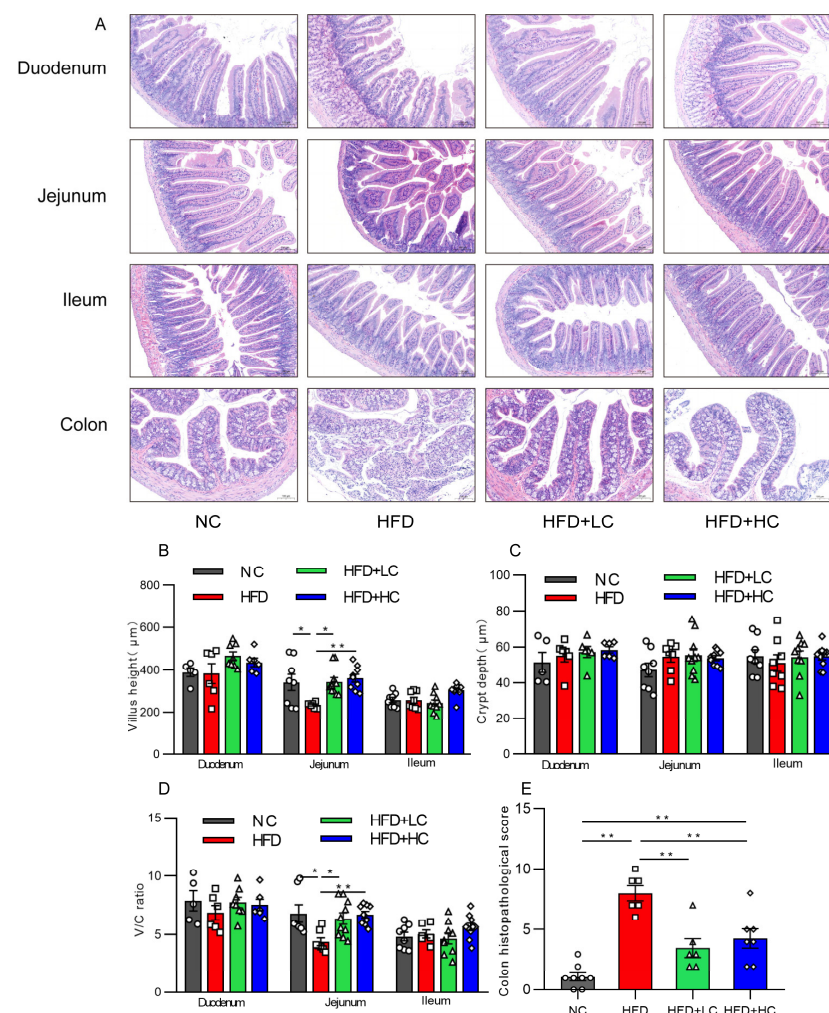 A
Duodenum
Jejunum
Ileum
Colon
NC HFD HFD+LC HFD+HC
B
NC HFD+LC
HFD HFD+HC
Villus height( μm)
800
600
400
200
0
* * **
Duodenum Jejunum Ileum
C
NC HFD+LC
HFD HFD+HC
Crypt depth( μm)
100
80
60
40
20
0
Duodenum Jejunum Ileum
D
NC HFD+LC
HFD HFD+HC
V/C ratio
15
10
5
0
* * **
Duodenum Jejunum Ileum
E
Colon histopathological score
15
10
5
0
**
** **
**
NC HFD HFD+LC HFD+HC